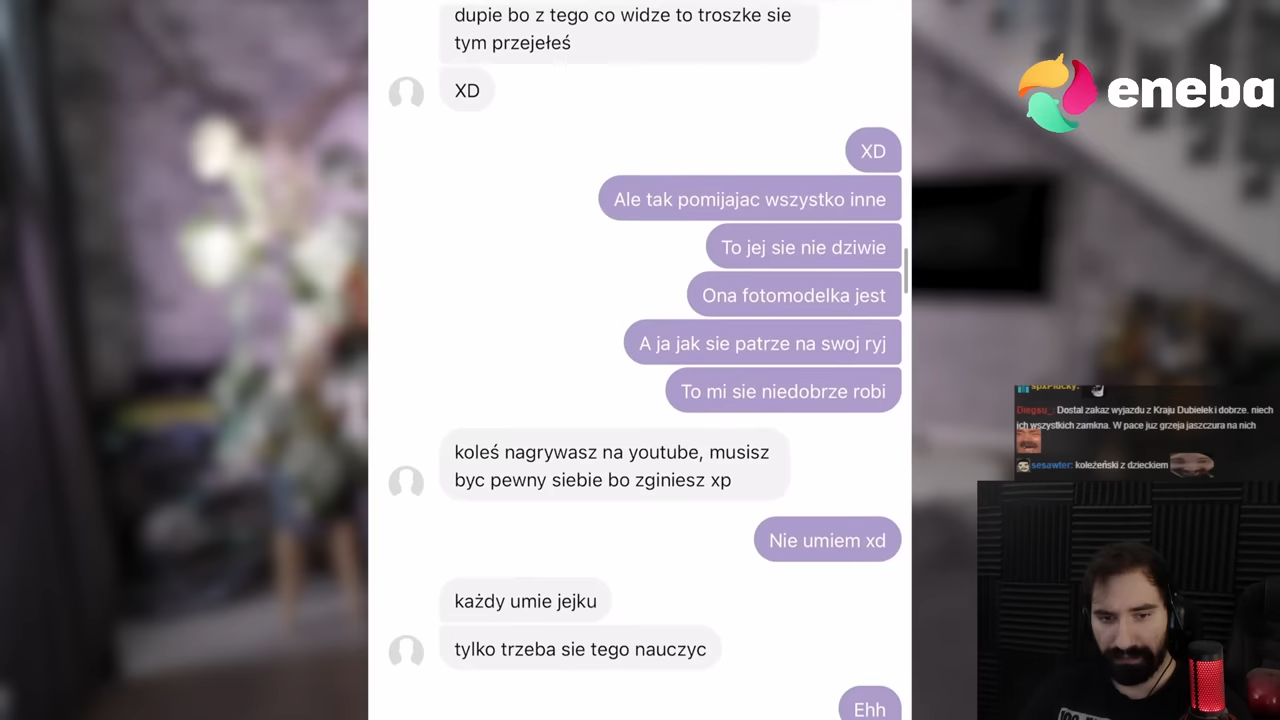 dupie bo z tego co widze to troszke sie
tym przejełeś
XD
XD
Ale tak pomijajac wszystko inne
To jej sie nie dziwie
Ona fotomodelka jest
A ja jak sie patrze na swoj ryj
To mi sie niedobrze robi
koleś nagrywasz na youtube, musisz
byc pewny siebie bo zginiesz xp
Nie umiem xd
każdy umie jejku
tylko trzeba sie tego nauczyc
Ehh
eneba
Diegsu_: Dostal zakaz wyjazdu z Kraju Dubielek i dobrze. niech
ich wszystkich zamkna. W pace juz grzeja jaszczura na nich
sesawter: koleżeński z dzieckiem